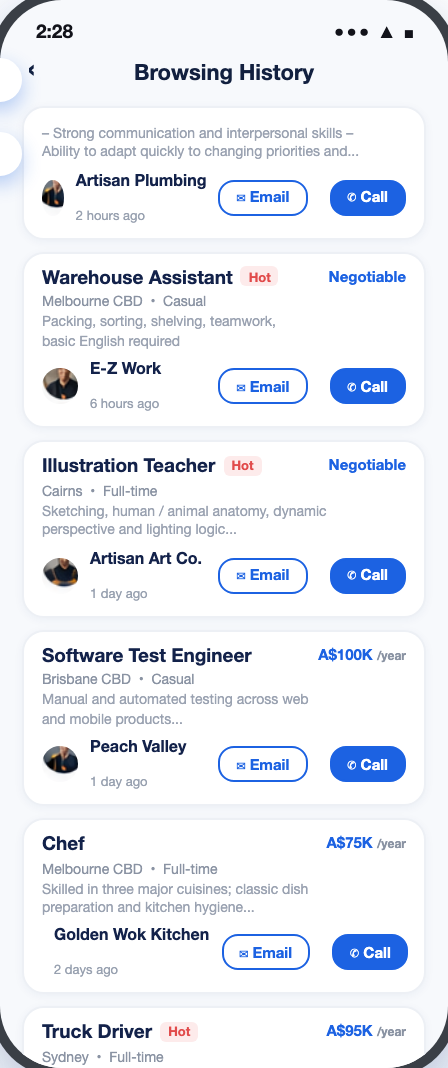 2:28
Browsing History
– Strong communication and interpersonal skills –
Ability to adapt quickly to changing priorities and...
Artisan Plumbing
2 hours ago
Email
Call
Warehouse Assistant Hot Negotiable
Melbourne CBD • Casual
Packing, sorting, shelving, teamwork,
basic English required
E-Z Work
6 hours ago
Email
Call
Illustration Teacher Hot Negotiable
Cairns • Full-time
Sketching, human / animal anatomy, dynamic
perspective and lighting logic...
Artisan Art Co.
1 day ago
Email
Call
Software Test Engineer A$100K /year
Brisbane CBD • Casual
Manual and automated testing across web
and mobile products...
Peach Valley
1 day ago
Email
Call
Chef A$75K /year
Melbourne CBD • Full-time
Skilled in three major cuisines; classic dish
preparation and kitchen hygiene...
Golden Wok Kitchen
2 days ago
Email
Call
Truck Driver Hot A$95K /year
Sydney • Full-time